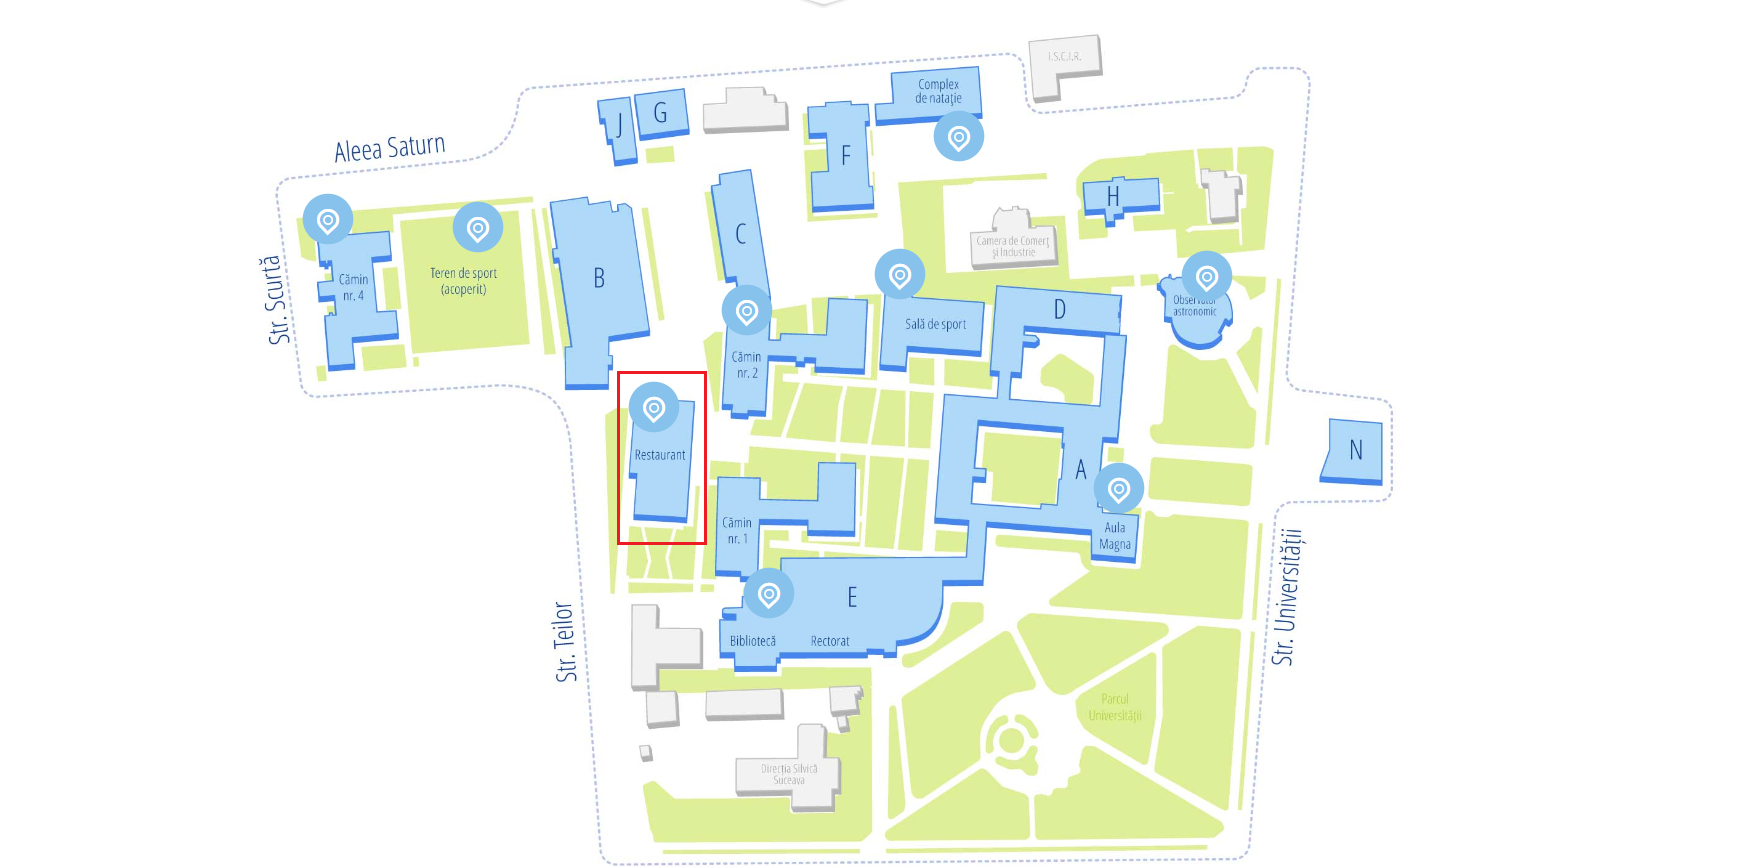 I.S.C.I.R.
Complex
de natație
J
G
F
Aleea Saturn
H
C
Camera de Comerț
și Industrie
Str. Scurtă
Cămin
nr. 4
Teren de sport
(acoperit)
B
Observator
astronomic
D
Sală de sport
Cămin
nr. 2
Restaurant
N
A
Cămin
nr. 1
Aula
Magna
E
Str. Teilor
Bibliotecă
Rectorat
Str. Universității
Parcul
Universității
Direcția Silvică
Suceava